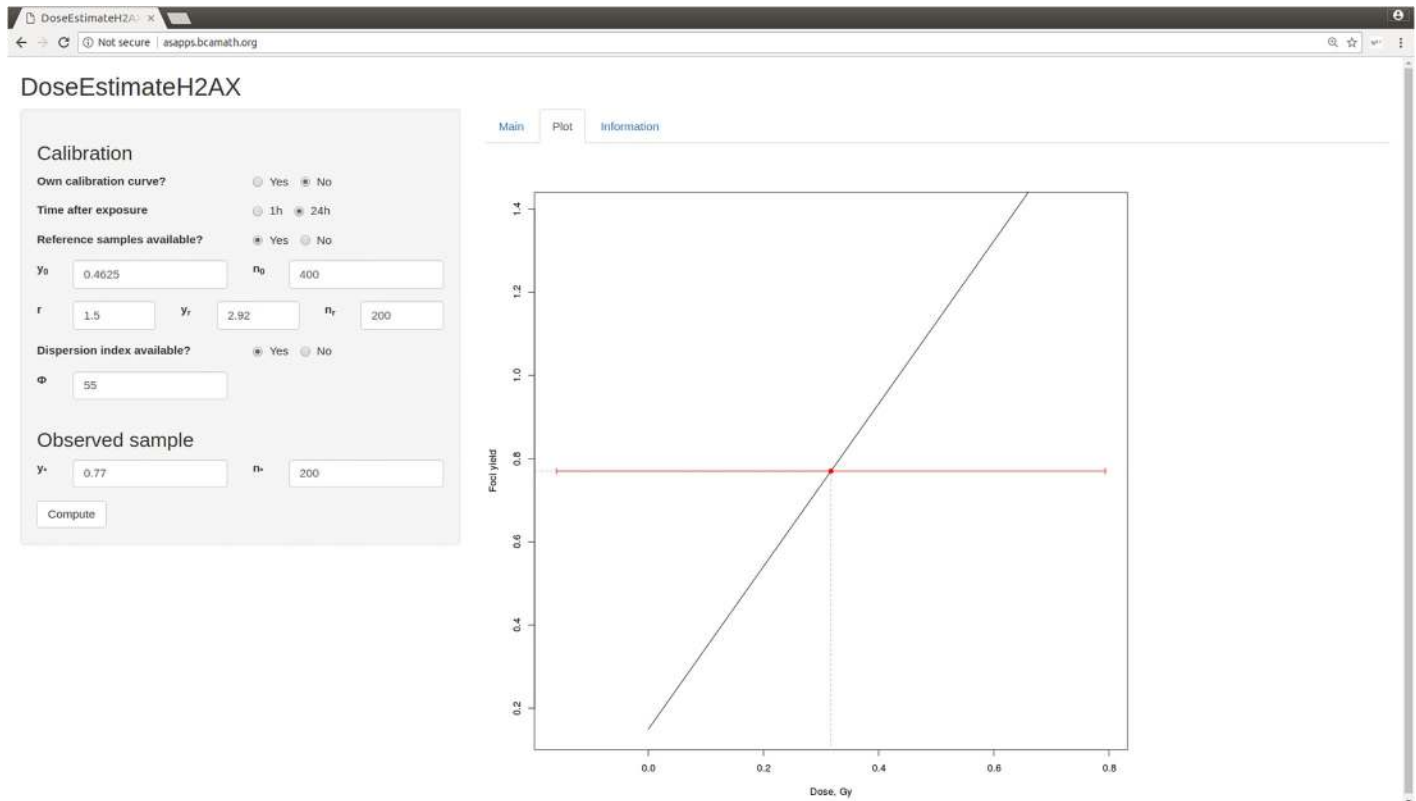 DoseEstimateH2AX
Not secure | asapps.bcamath.org
DoseEstimateH2AX
Calibration
Own calibration curve? Yes No
Time after exposure 1h 24h
Reference samples available? Yes No
y₀ 0.4625 n₀ 400
r 1.5 yᵣ 2.92 nᵣ 200
Dispersion index available? Yes No
Φ 55
Observed sample
y* 0.77 n* 200
Compute
Main Plot Information
1.4
1.2
1.0
0.8
0.6
0.4
0.2
Foci yield
0.0 0.2 0.4 0.6 0.8
Dose, Gy